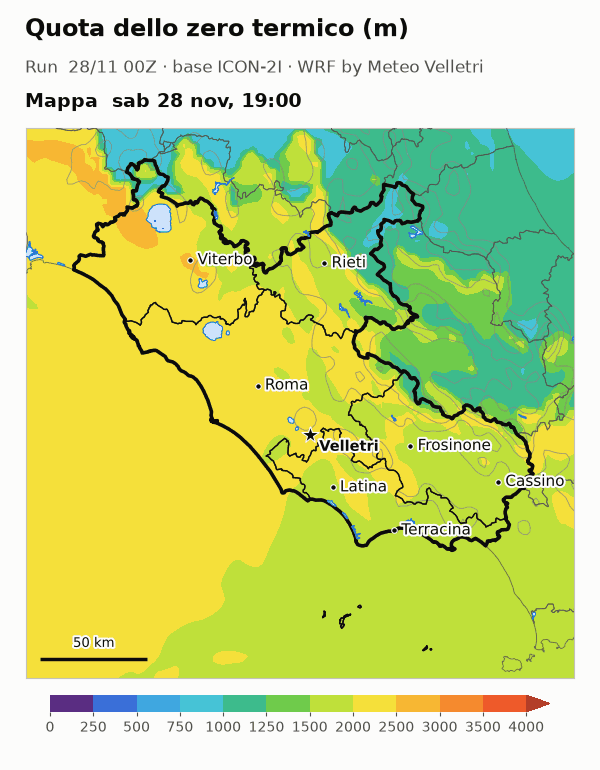 Quota dello zero termico (m)
Run  28/11 00Z · base ICON-2I · WRF by Meteo Velletri
Mappa  sab 28 nov, 19:00
Viterbo
Rieti
Roma
Velletri
Frosinone
Cassino
Latina
Terracina
50 km
0 250 500 750 1000 1250 1500 2000 2500 3000 3500 4000